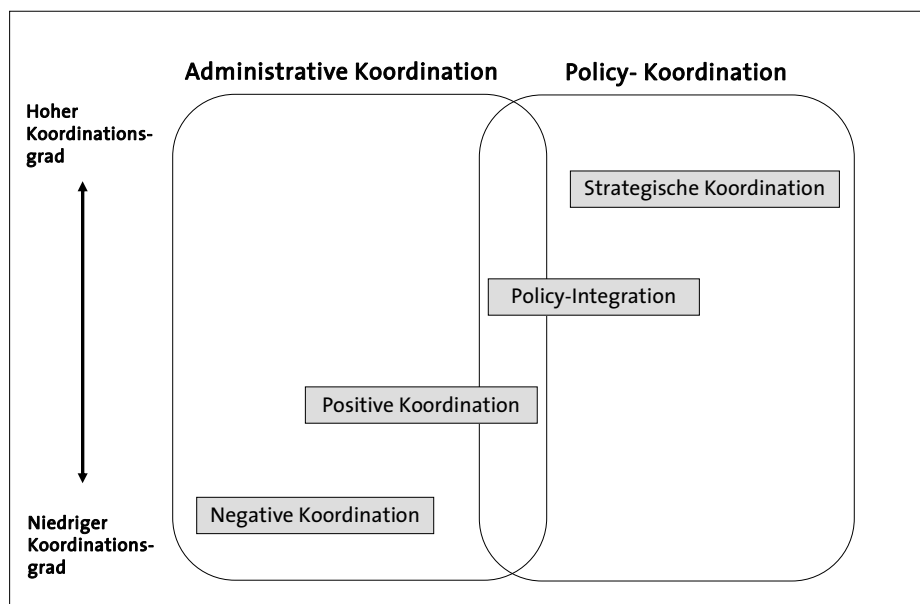 Administrative Koordination
Policy- Koordination
Hoher
Koordinations-
grad
Strategische Koordination
Policy-Integration
Positive Koordination
Negative Koordination
Niedriger
Koordinations-
grad